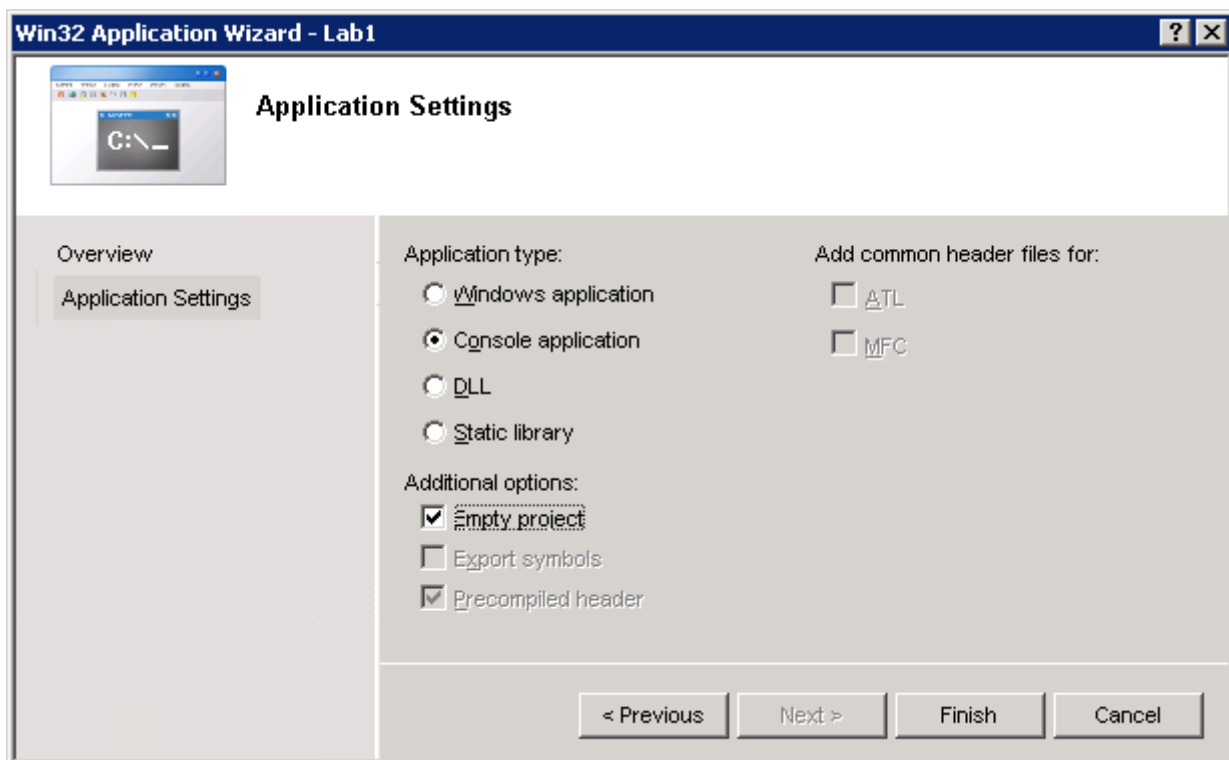 Win32 Application Wizard - Lab1
C:\_
Application Settings
Overview
Application Settings
Application type:
Windows application
Console application
DLL
Static library
Additional options:
Empty project
Export symbols
Precompiled header
Add common header files for:
ATL
MFC
< Previous
Next >
Finish
Cancel